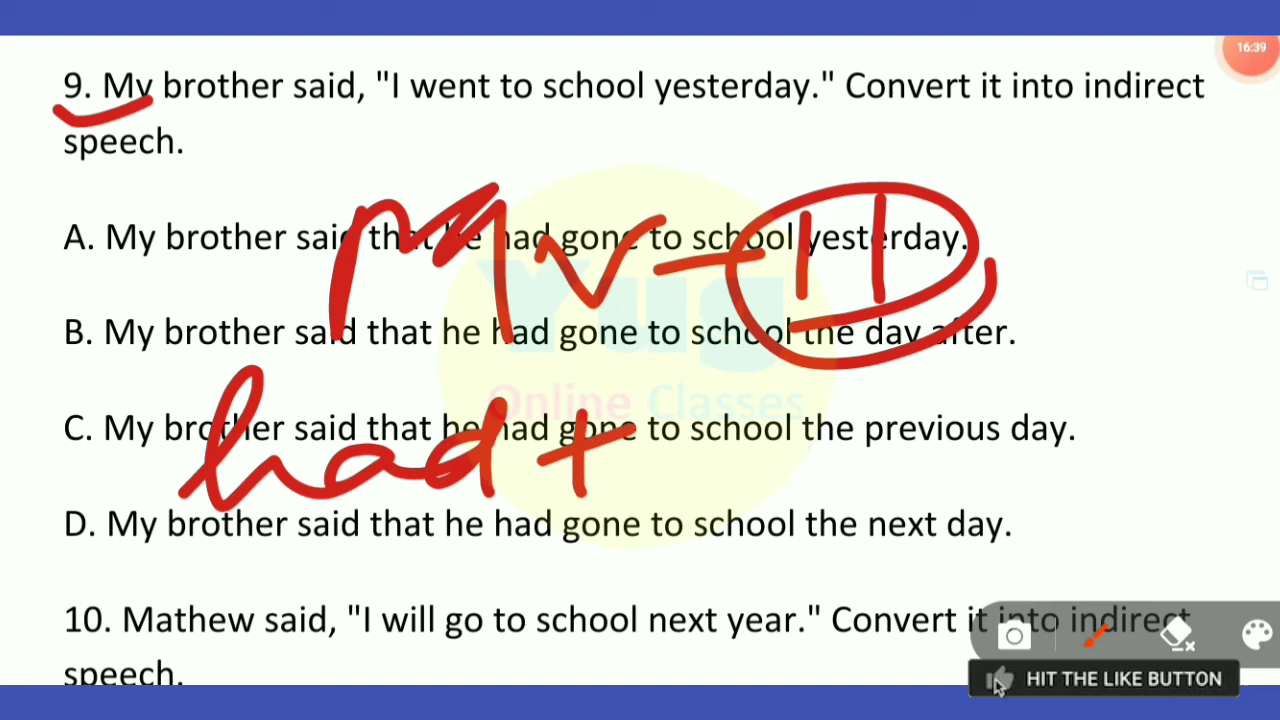 16:39
9. My brother said, "I went to school yesterday." Convert it into indirect
speech.
A. My brother said that he had gone to school yesterday.
B. My brother said that he had gone to school the day after.
C. My brother said that he had gone to school the previous day.
D. My brother said that he had gone to school the next day.
Yug
Online Classes
had +
10. Mathew said, "I will go to school next year." Convert it into indirect
speech.
HIT THE LIKE BUTTON